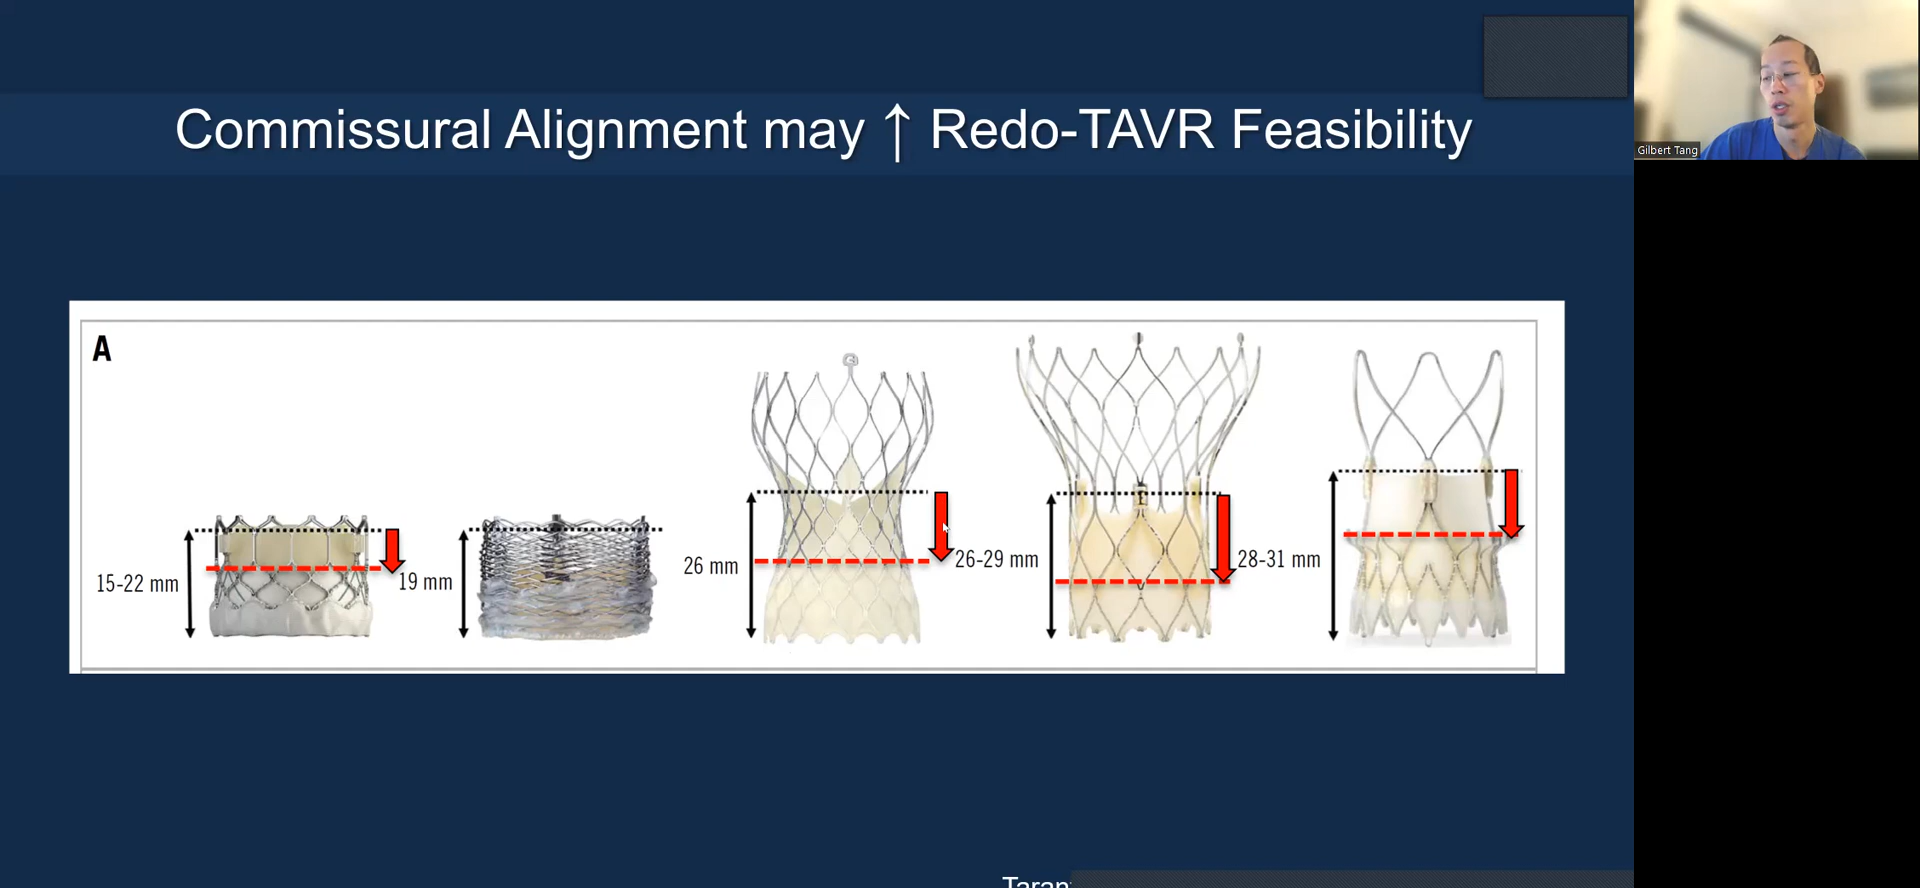 Commissural Alignment may ↑ Redo-TAVR Feasibility
Gilbert Tang
A
15-22 mm
19 mm
26 mm
26-29 mm
28-31 mm